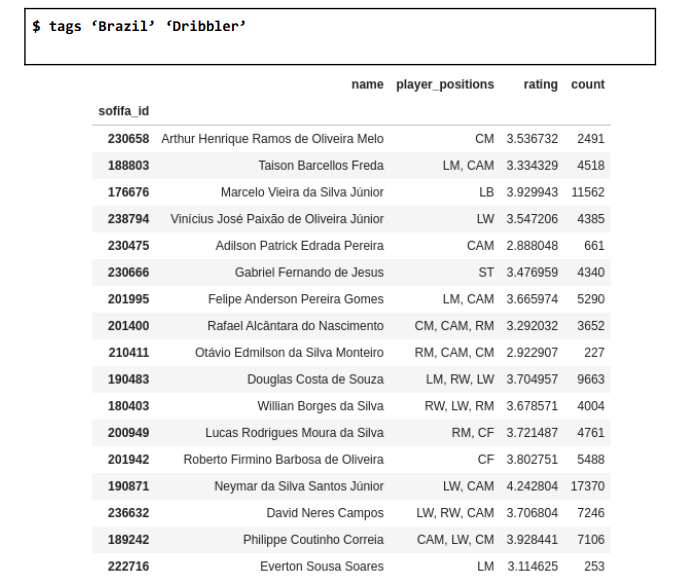 $ tags ‘Brazil’ ‘Dribbler’
name player_positions rating count
sofifa_id
230658 Arthur Henrique Ramos de Oliveira Melo CM 3.536732 2491
188803 Taison Barcellos Freda LM, CAM 3.334329 4518
176676 Marcelo Vieira da Silva Júnior LB 3.929943 11562
238794 Vinícius José Paixão de Oliveira Júnior LW 3.547206 4385
230475 Adilson Patrick Edrada Pereira CAM 2.888048 661
230666 Gabriel Fernando de Jesus ST 3.476959 4340
201995 Felipe Anderson Pereira Gomes LM, CAM 3.665974 5290
201400 Rafael Alcântara do Nascimento CM, CAM, RM 3.292032 3652
210411 Otávio Edmilson da Silva Monteiro RM, CAM, CM 2.922907 227
190483 Douglas Costa de Souza LM, RW, LW 3.704957 9663
180403 Willian Borges da Silva RW, LW, RM 3.678571 4004
200949 Lucas Rodrigues Moura da Silva RM, CF 3.721487 4761
201942 Roberto Firmino Barbosa de Oliveira CF 3.802751 5488
190871 Neymar da Silva Santos Júnior LW, CAM 4.242804 17370
236632 David Neres Campos LW, RW, CAM 3.706804 7246
189242 Philippe Coutinho Correia CAM, LW, CM 3.928441 7106
222716 Everton Sousa Soares LM 3.114625 253